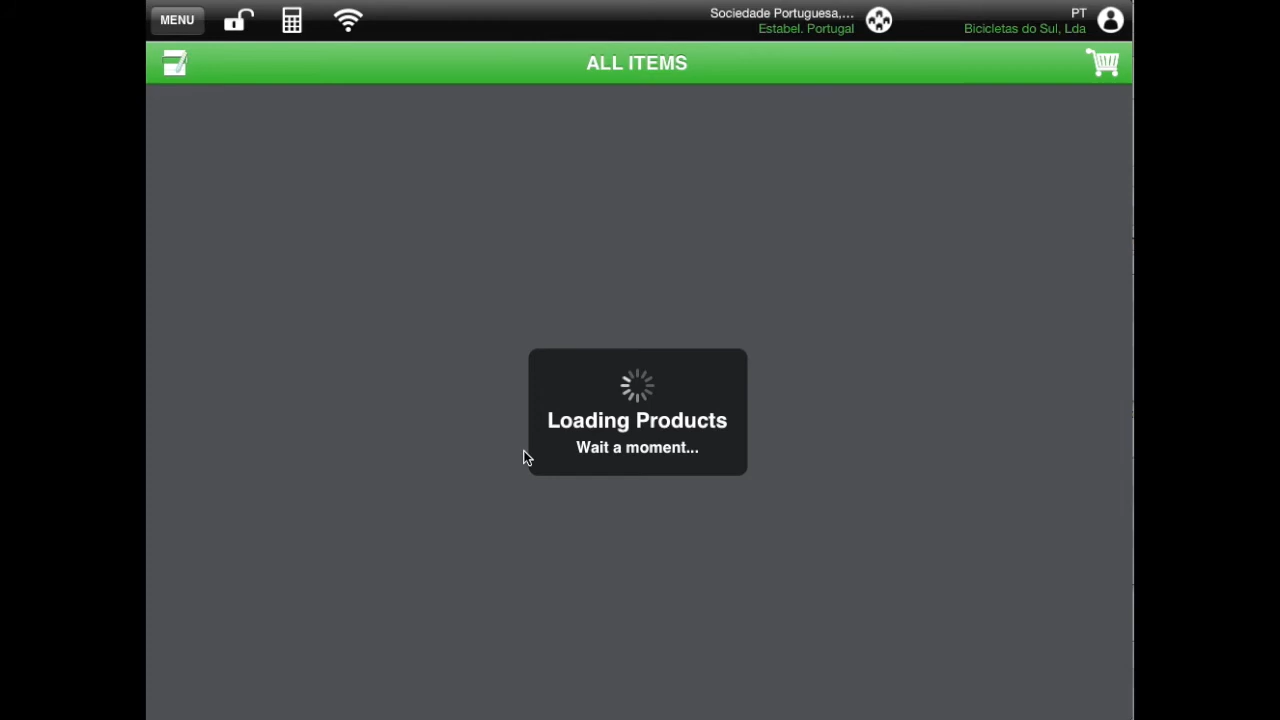 MENU
Sociedade Portuguesa,...
Estabel. Portugal
PT
Bicicletas do Sul, Lda
ALL ITEMS
Loading Products
Wait a moment...